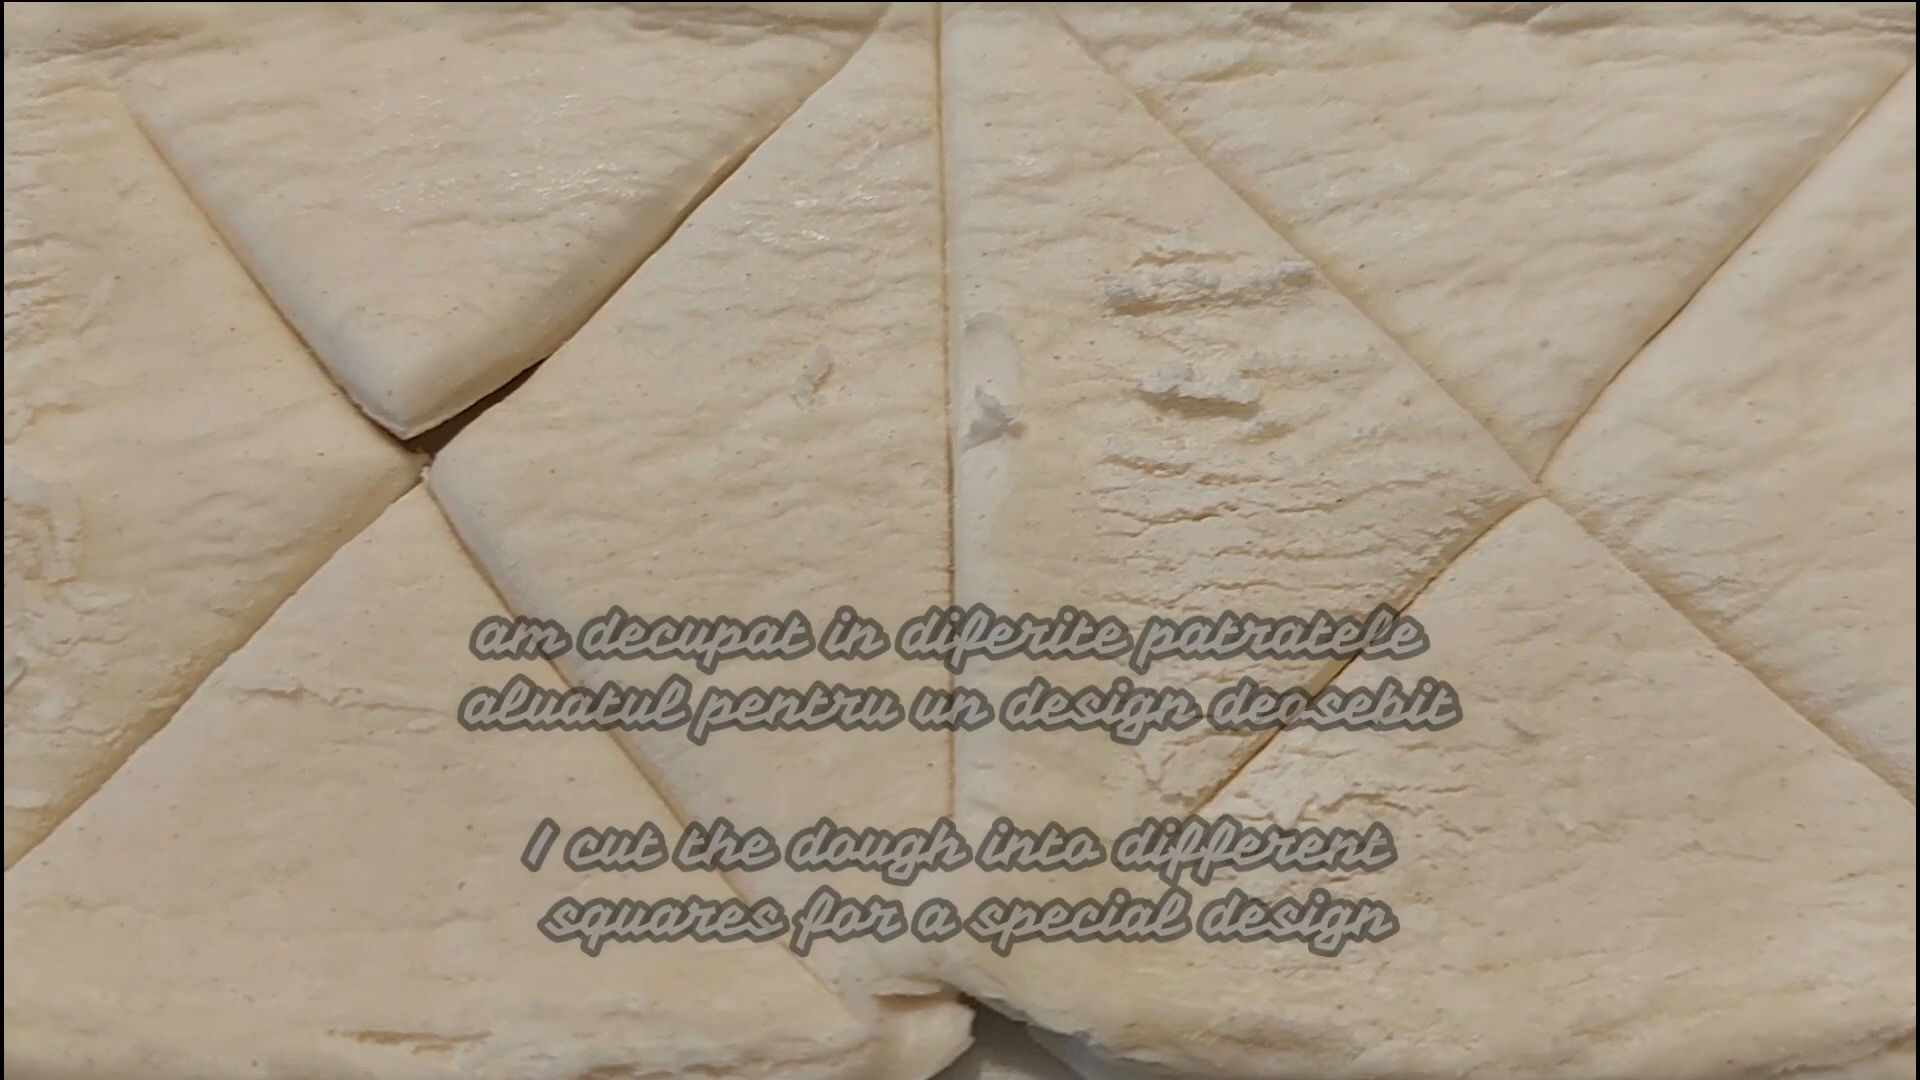 am decupat in diferite patratele
aluatul pentru un design deosebit
I cut the dough into different
squares for a special design